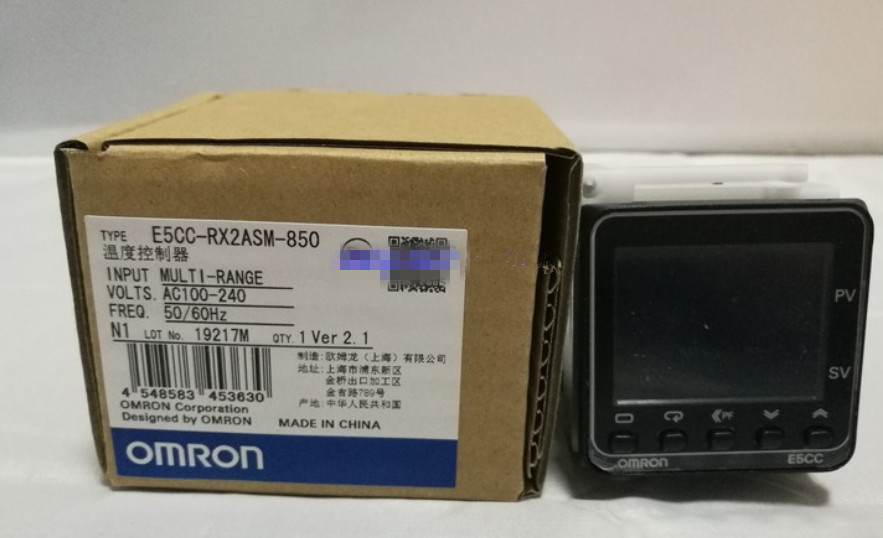 TYPE E5CC-RX2ASM-850
温度控制器
INPUT MULTI-RANGE
VOLTS. AC100-240
FREQ. 50/60Hz
N1 LOT No. 19217M QTY. 1 Ver 2.1
4 548583 453630
OMRON Corporation
Designed by OMRON
制造:欧姆龙(上海)有限公司
地址:上海市浦东新区
金桥出口加工区
金吉路789号
产地:中华人民共和国
MADE IN CHINA
OMRON
PV
SV
PF
OMRON
E5CC